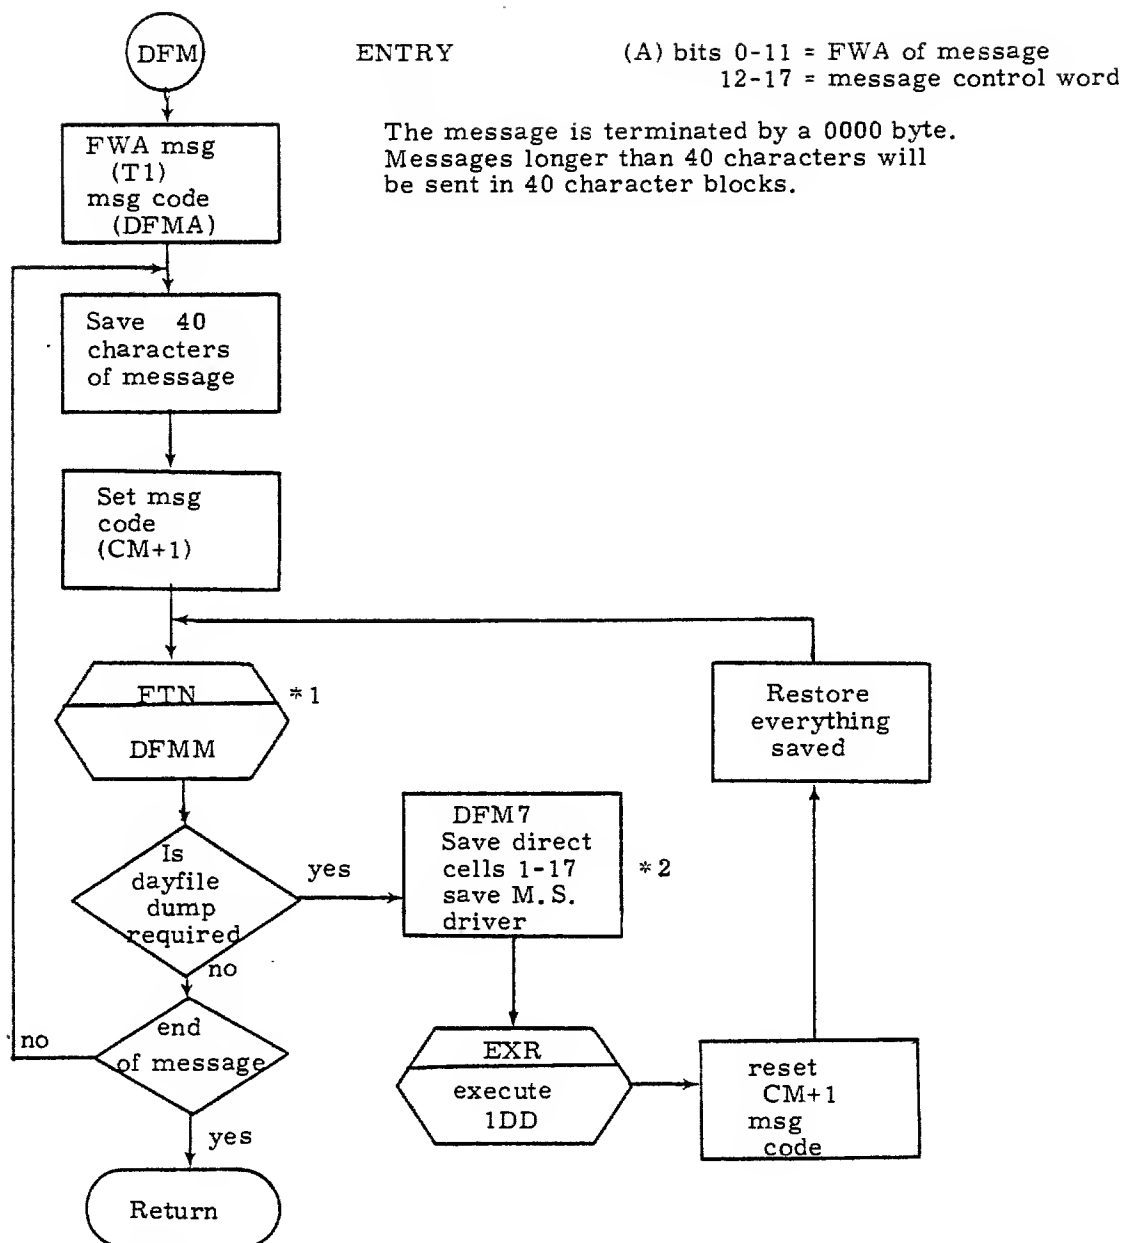 DFM
ENTRY
(A) bits 0-11 = FWA of message
12-17 = message control word
The message is terminated by a 0000 byte.
Messages longer than 40 characters will
be sent in 40 character blocks.
FWA msg
(T1)
msg code
(DFMA)
Save 40
characters
of message
Set msg
code
(CM+1)
FTN
*1
DFMM
Restore
everything
saved
Is
dayfile
dump
required
yes
no
DFM7
Save direct
cells 1-17
save M.S.
driver
*2
end
of message
no
yes
EXR
execute
1DD
reset
CM+1
msg
code
Return